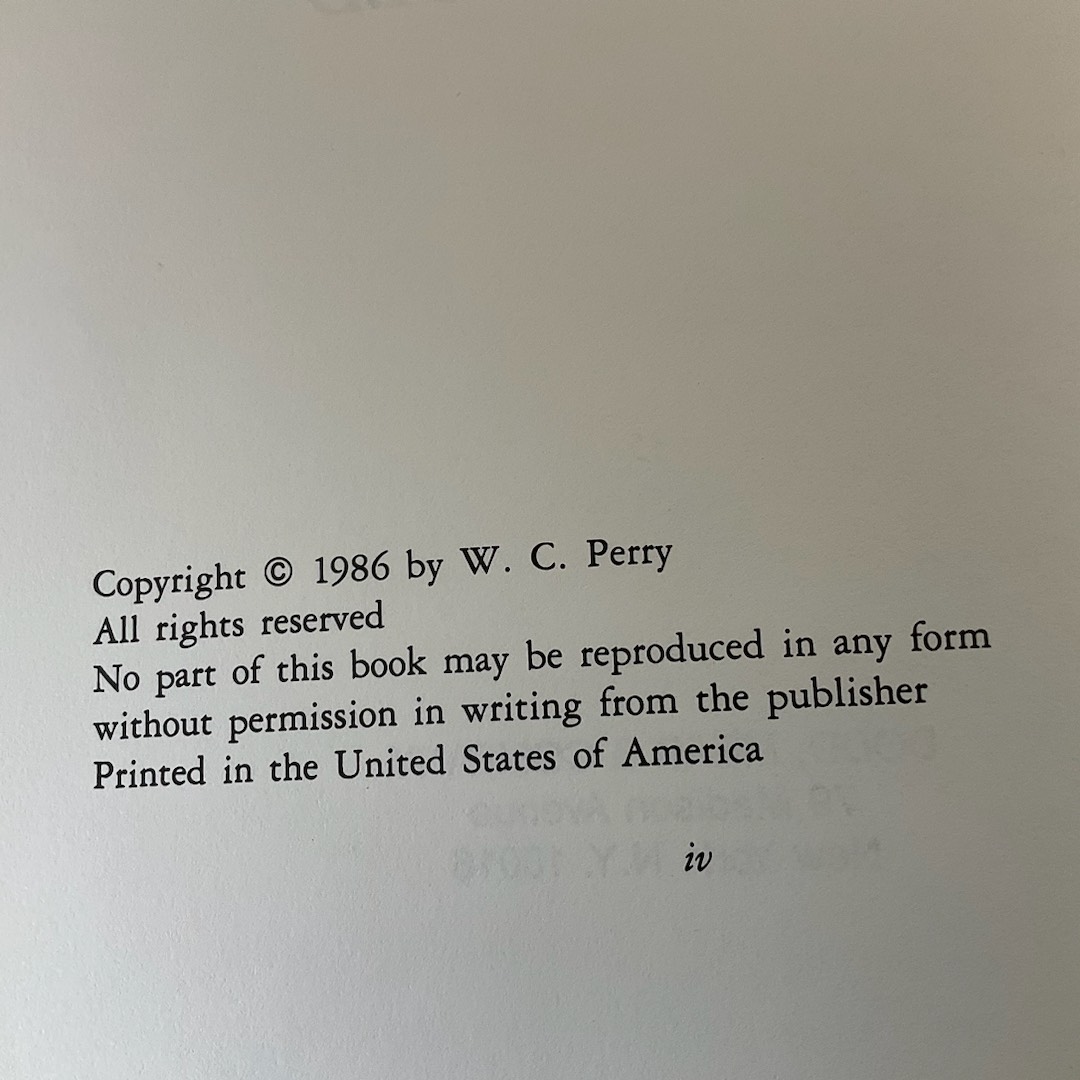 Copyright © 1986 by W. C. Perry
All rights reserved
No part of this book may be reproduced in any form
without permission in writing from the publisher
Printed in the United States of America
iv